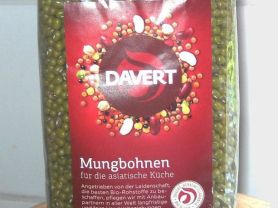 DAVERT
Mungbohnen
für die asiatische Küche
Angetrieben von der Leidenschaft,
die besten Bio-Rohstoffe zu be-
schaffen, pflegen wir mit Anbau-
partnern in aller Welt langfristige